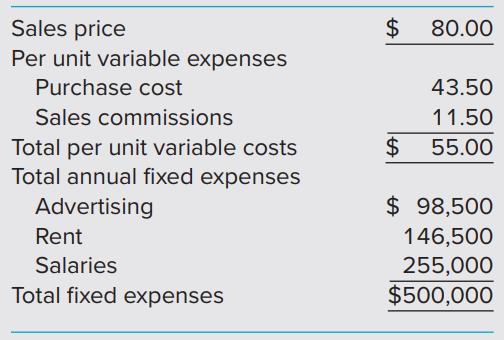 Sales price $ 80.00
Per unit variable expenses
Purchase cost 43.50
Sales commissions 11.50
Total per unit variable costs $ 55.00
Total annual fixed expenses
Advertising $ 98,500
Rent 146,500
Salaries 255,000
Total fixed expenses $500,000